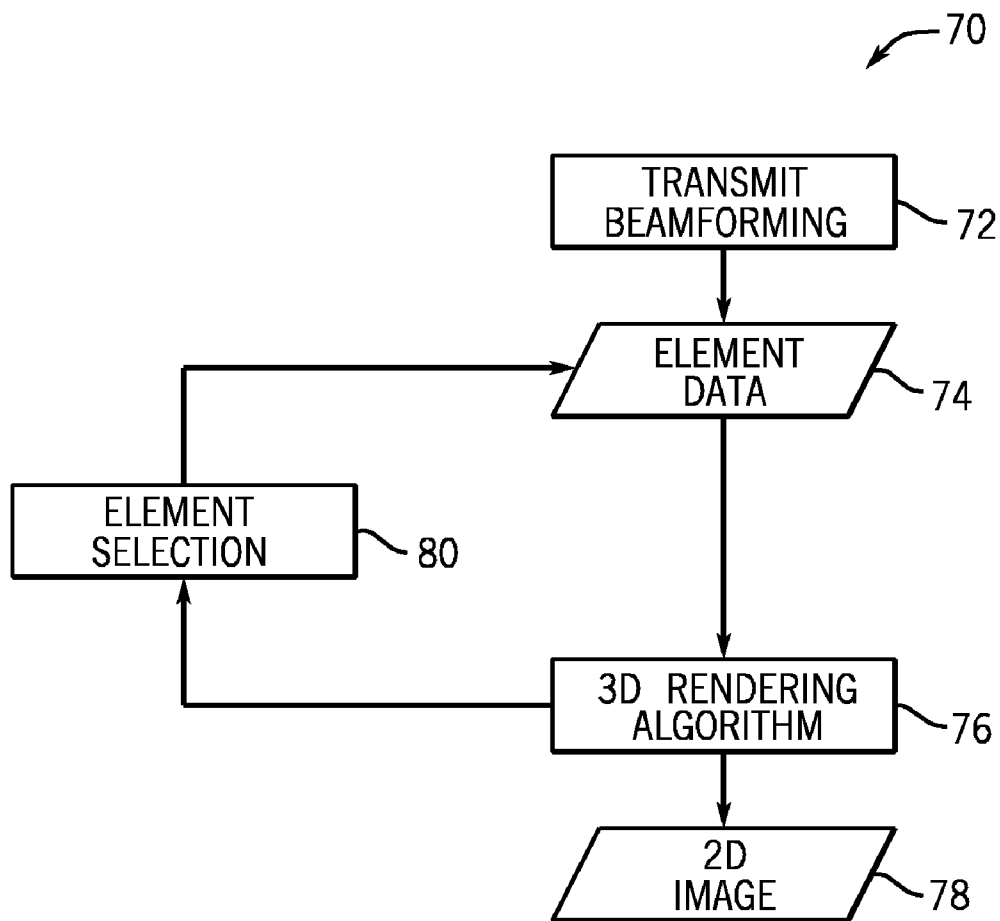 70
TRANSMIT
BEAMFORMING
72
ELEMENT
DATA
74
ELEMENT
SELECTION
80
3D RENDERING
ALGORITHM
76
2D
IMAGE
78